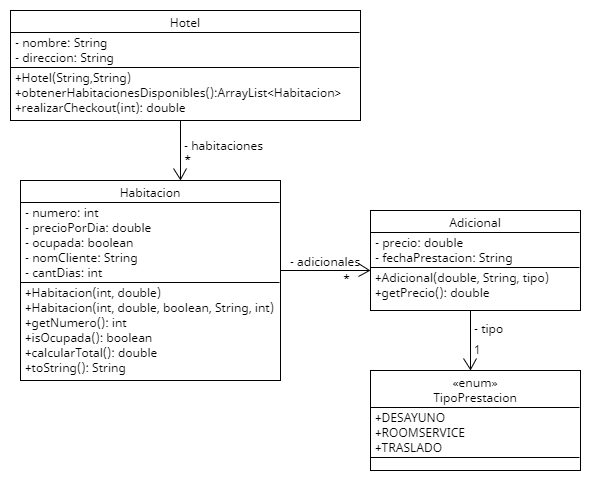 Hotel
- nombre: String
- direccion: String
+Hotel(String,String)
+obtenerHabitacionesDisponibles():ArrayList<Habitacion>
+realizarCheckout(int): double
- habitaciones
*
Habitacion
- numero: int
- precioPorDia: double
- ocupada: boolean
- nomCliente: String
- cantDias: int
+Habitacion(int, double)
+Habitacion(int, double, boolean, String, int)
+getNumero(): int
+isOcupada(): boolean
+calcularTotal(): double
+toString(): String
- adicionales
*
Adicional
- precio: double
- fechaPrestacion: String
+Adicional(double, String, tipo)
+getPrecio(): double
- tipo
1
«enum»
TipoPrestacion
+DESAYUNO
+ROOMSERVICE
+TRASLADO